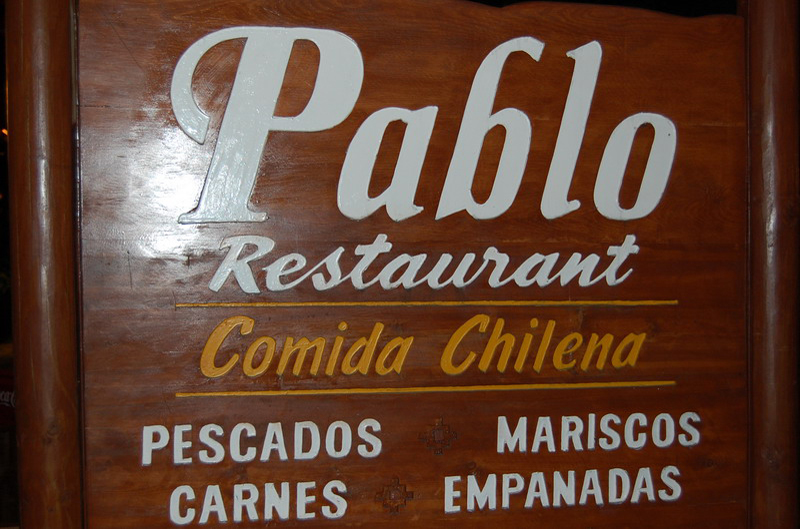 Pablo
Restaurant
Comida Chilena
PESCADOS MARISCOS
CARNES EMPANADAS